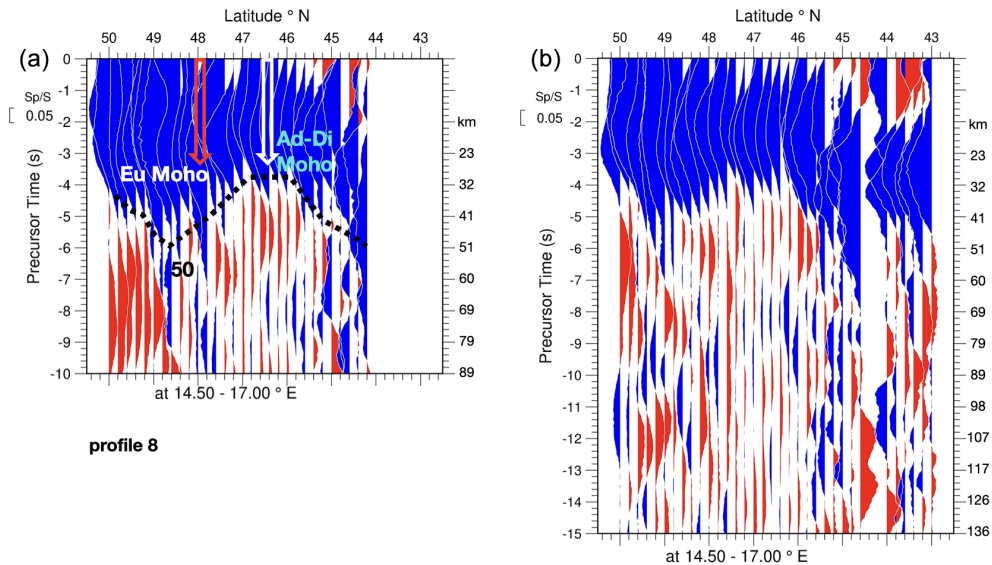 (a)
Latitude ° N
50 49 48 47 46 45 44 43
Sp/S
0.05
Precursor Time (s)
0
-1
-2
-3
-4
-5
-6
-7
-8
-9
-10
km
23
32
41
51
60
69
79
89
Ad-Di
Moho
Eu Moho
50
at 14.50 - 17.00 ° E
profile 8
(b)
Latitude ° N
50 49 48 47 46 45 44 43
Sp/S
0.05
Precursor Time (s)
0
-1
-2
-3
-4
-5
-6
-7
-8
-9
-10
-11
-12
-13
-14
-15
km
23
32
41
51
60
69
79
89
98
107
117
126
136
at 14.50 - 17.00 ° E